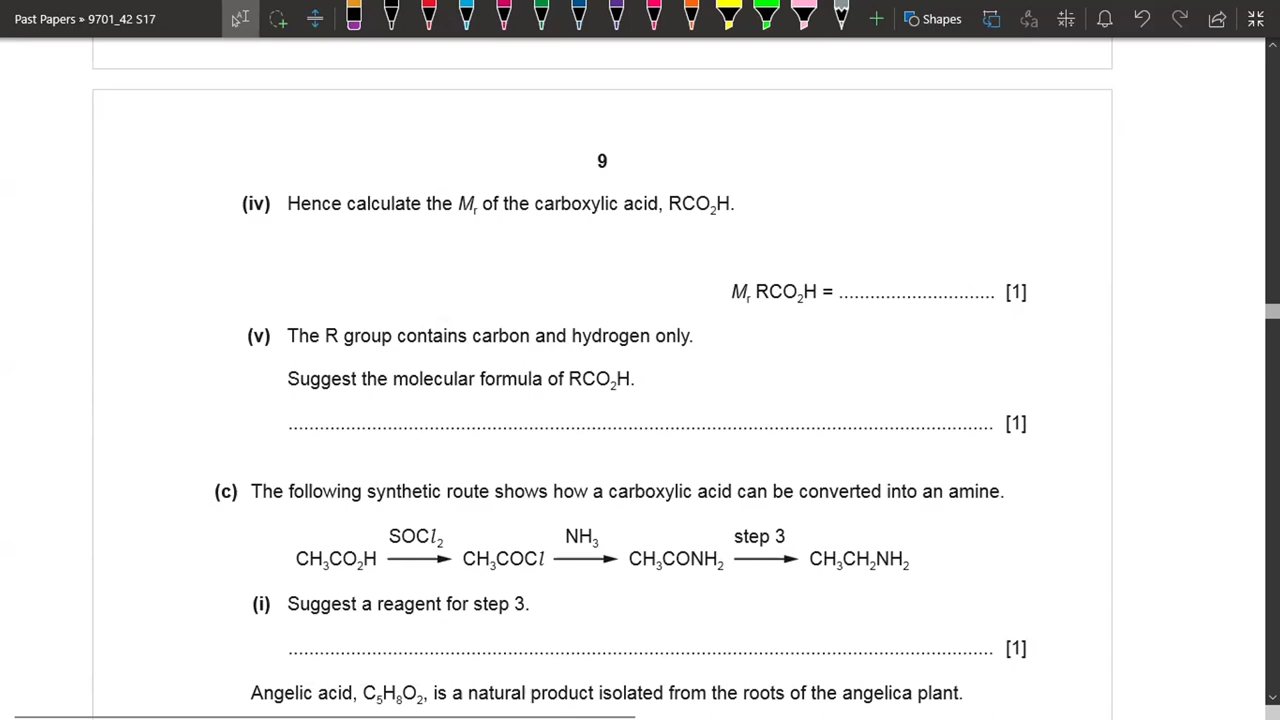 Past Papers » 9701_42 S17
Shapes
9
(iv) Hence calculate the Mr of the carboxylic acid, RCO2H.
Mr RCO2H = .............................. [1]
(v) The R group contains carbon and hydrogen only.
Suggest the molecular formula of RCO2H.
....................................................................................................................................... [1]
(c) The following synthetic route shows how a carboxylic acid can be converted into an amine.
SOCl2 NH3 step 3
CH3CO2H CH3COCl CH3CONH2 CH3CH2NH2
(i) Suggest a reagent for step 3.
....................................................................................................................................... [1]
Angelic acid, C5H8O2, is a natural product isolated from the roots of the angelica plant.